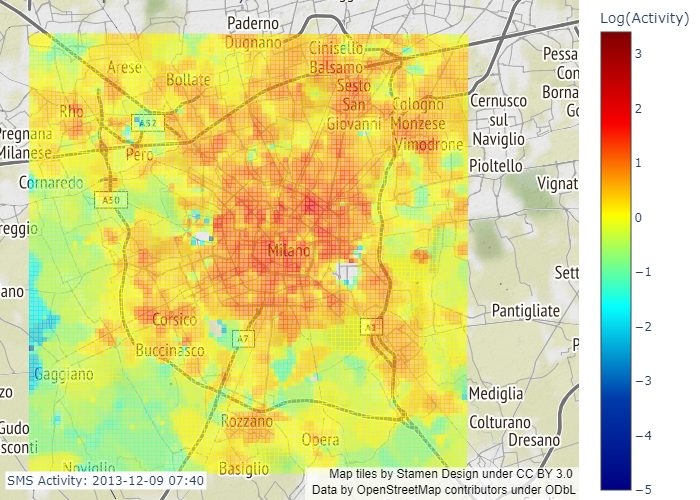 Log(Activity)
3
2
1
0
−1
−2
−3
−4
−5
Paderno
Dugnano
Cinisello
Balsamo
Arese
Bollate
Sesto
San
Giovanni
Pessa
Con
Borna
Go
Rho
A52
Cologno
Monzese
Cernusco
sul
Naviglio
Pregnana
Milanese
Pero
Vimodrone
Pioltello
Cornaredo
A50
Vignat
reggio
Milano
Sett
ano
Pantigliate
Corsico
A7
Buccinasco
P
Gaggiano
zo
Mediglia
Rozzano
Colturano
Gudo
sconti
Opera
Dresano
Noviglio
Basiglio
SMS Activity: 2013-12-09 07:40
Map tiles by Stamen Design under CC BY 3.0
Data by OpenStreetMap contributors under ODbL